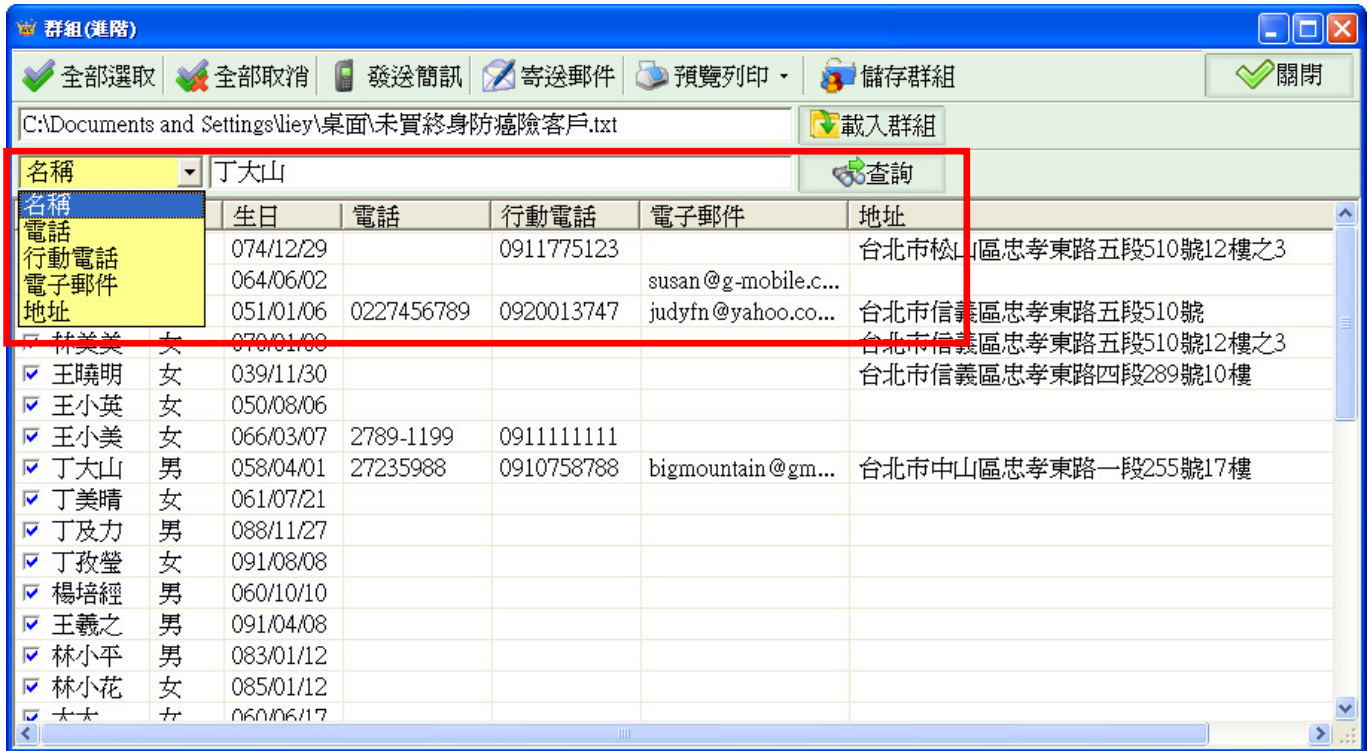 群組(進階)
全部選取 全部取消 發送簡訊 寄送郵件 預覽列印 儲存群組 關閉
C:\Documents and Settings\liey\桌面\未買終身防癌險客戶.txt 載入群組
名稱 丁大山 查詢
名稱
電話
行動電話
電子郵件
地址
生日 電話 行動電話 電子郵件 地址
074/12/29 0911775123 台北市松山區忠孝東路五段510號12樓之3
064/06/02 susan@g-mobile.c...
051/01/06 0227456789 0920013747 judyfn@yahoo.co... 台北市信義區忠孝東路五段510號
林美美 女 070/01/08 台北市信義區忠孝東路五段510號12樓之3
王曉明 女 039/11/30 台北市信義區忠孝東路四段289號10樓
王小英 女 050/08/06
王小美 女 066/03/07 2789-1199 0911111111
丁大山 男 058/04/01 27235988 0910758788 bigmountain@gm... 台北市中山區忠孝東路一段255號17樓
丁美晴 女 061/07/21
丁及力 男 088/11/27
丁孜瑩 女 091/08/08
楊培經 男 060/10/10
王羲之 男 091/04/08
林小平 男 083/01/12
林小花 女 085/01/12
女 060/06/17